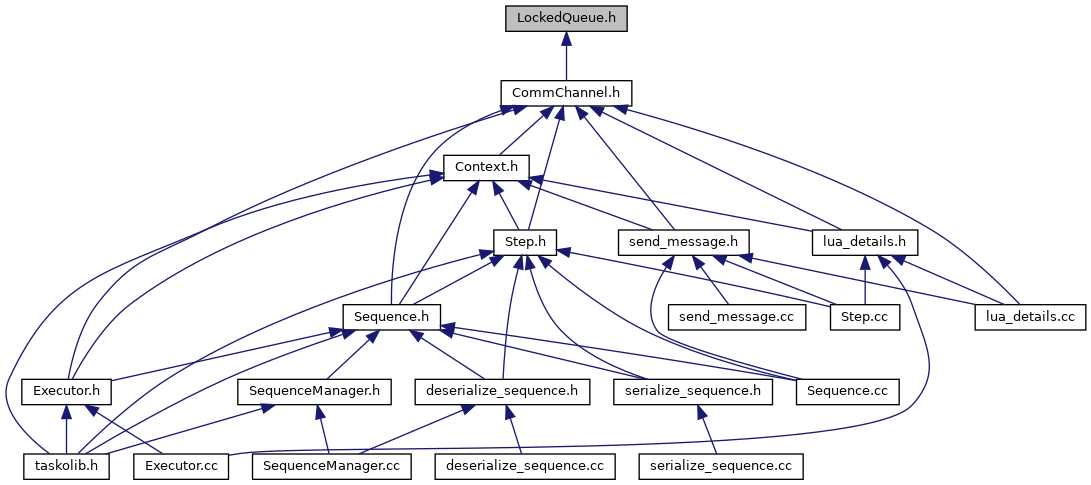 LockedQueue.h
CommChannel.h
Context.h
Step.h
send_message.h
lua_details.h
Sequence.h
send_message.cc
Step.cc
lua_details.cc
Executor.h
SequenceManager.h
deserialize_sequence.h
serialize_sequence.h
Sequence.cc
taskolib.h
Executor.cc
SequenceManager.cc
deserialize_sequence.cc
serialize_sequence.cc